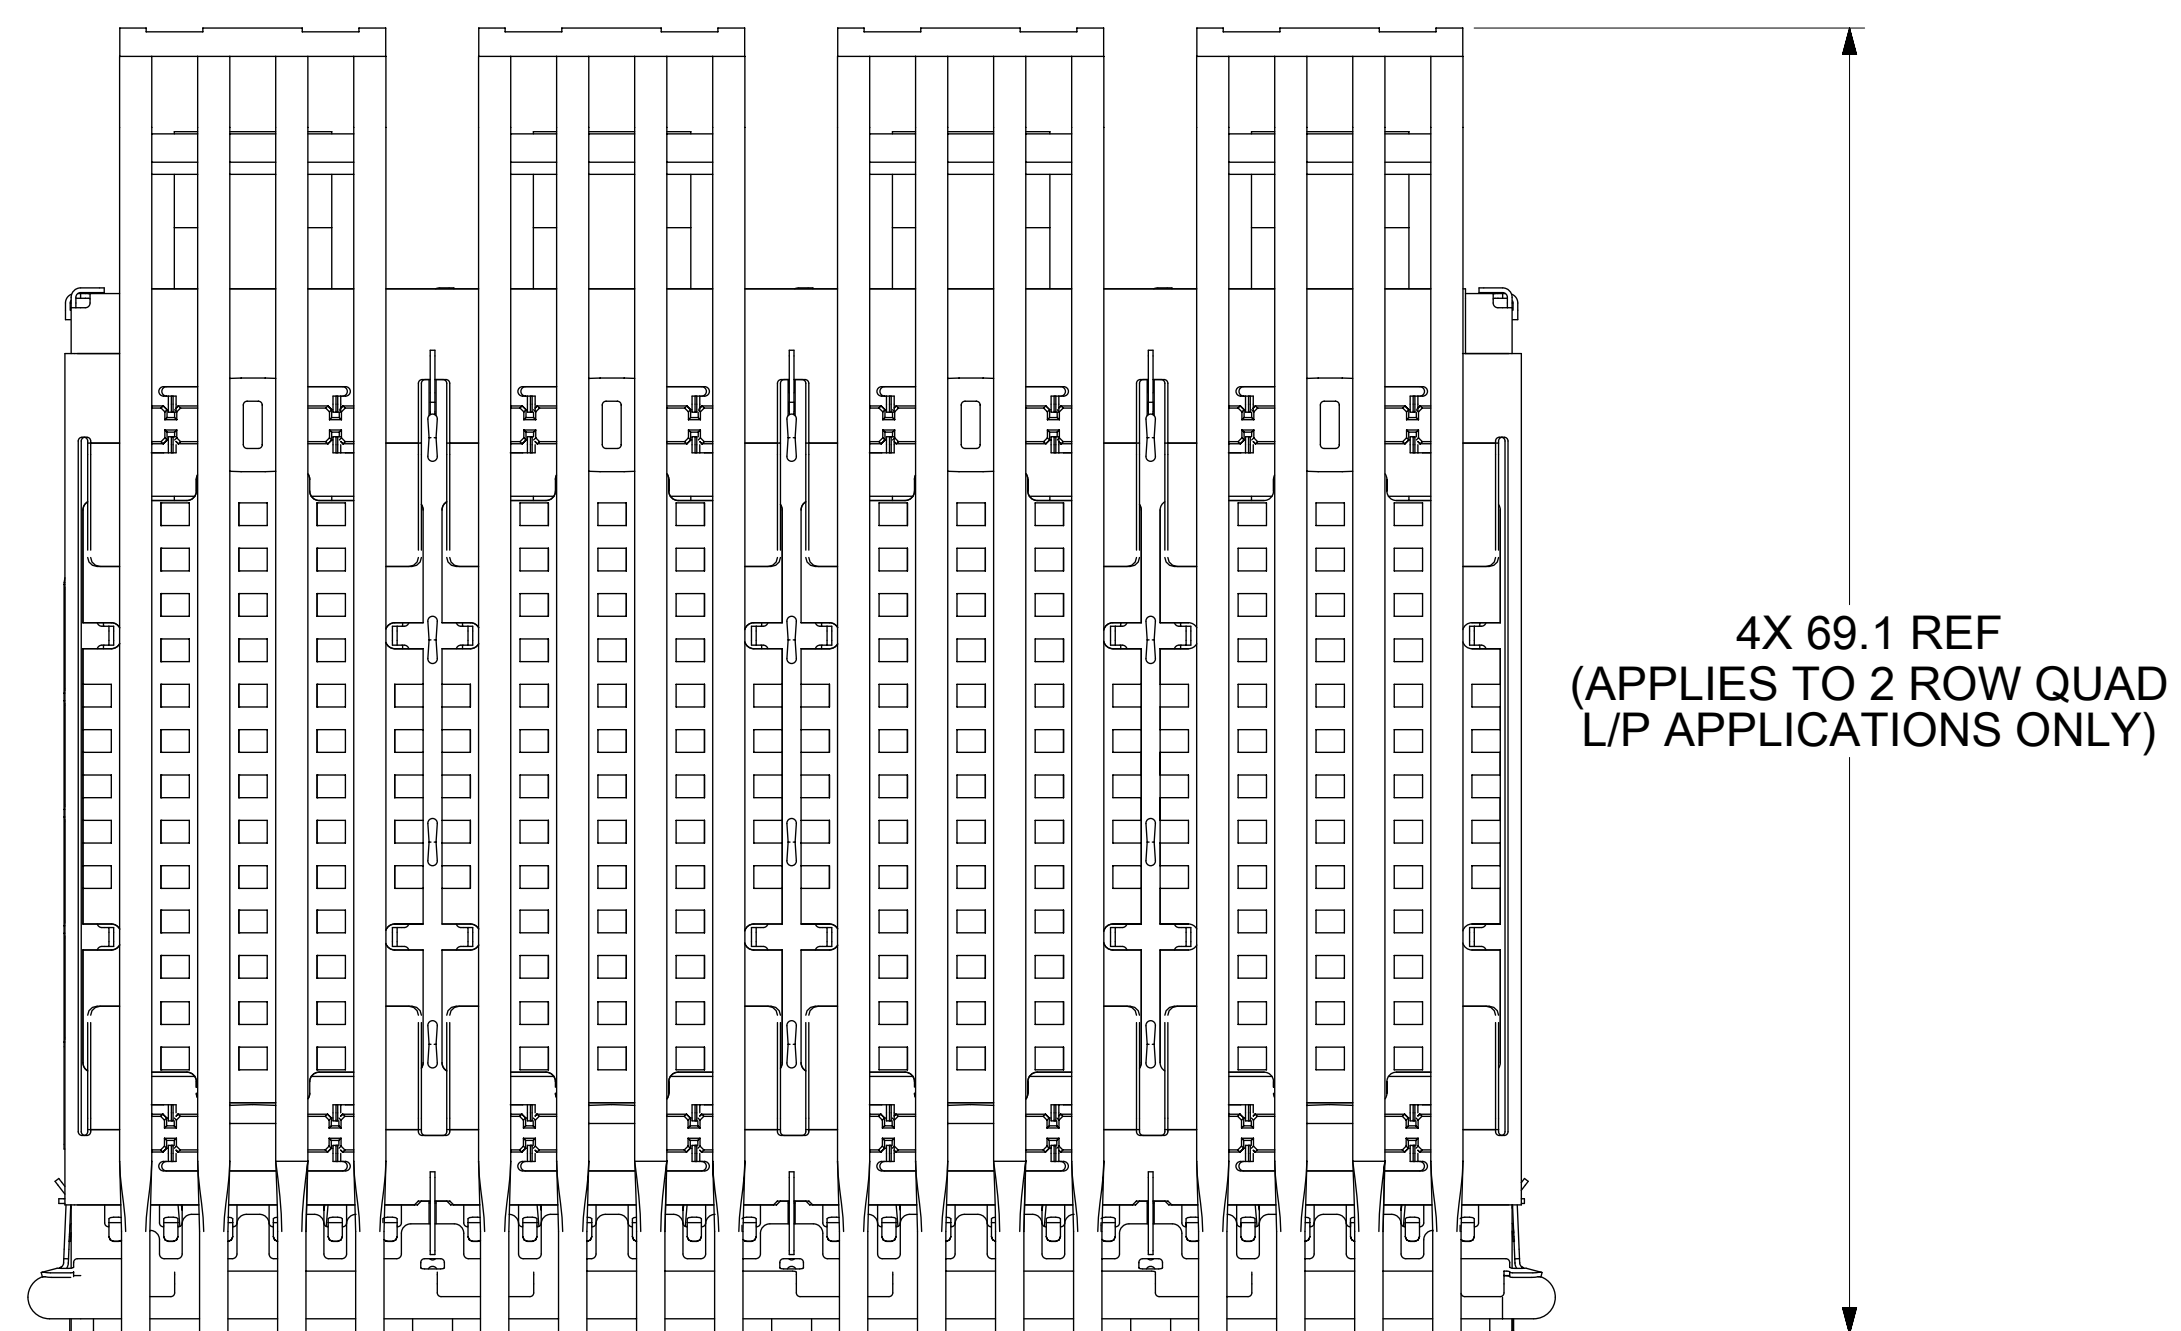 4X 69.1 REF
(APPLIES TO 2 ROW QUAD
L/P APPLICATIONS ONLY)